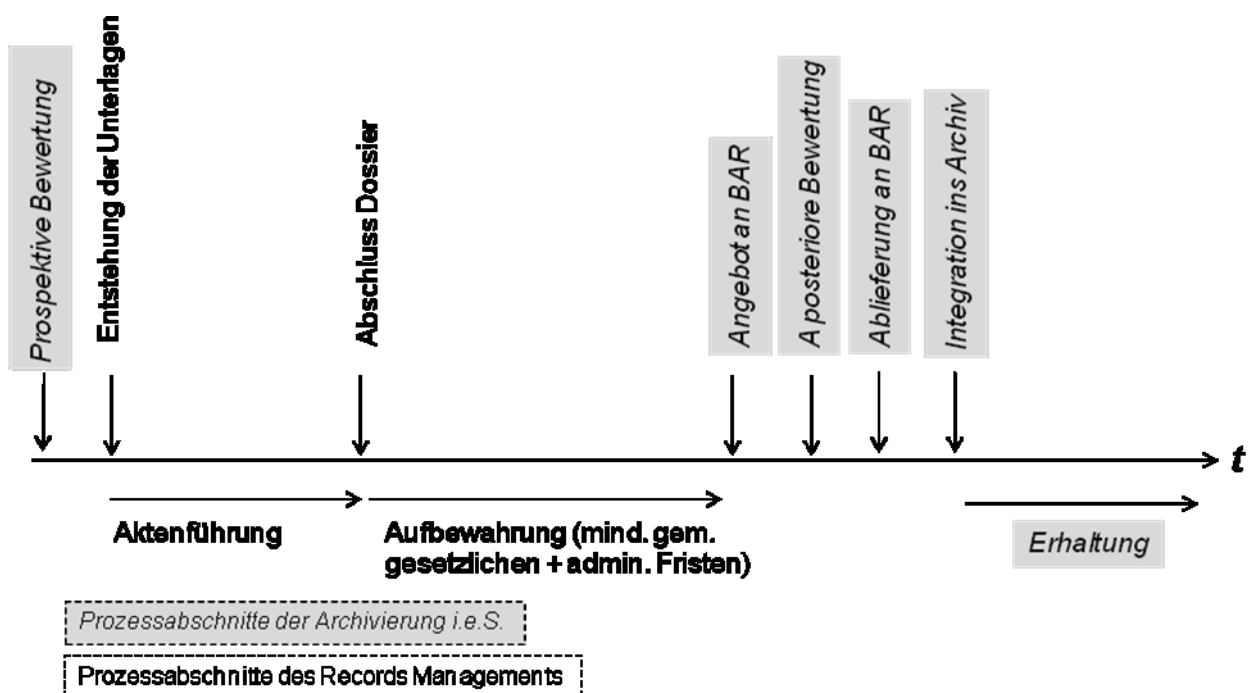 Prospektive Bewertung
Entstehung der Unterlagen
Abschluss Dossier
Angebot an BAR
A posteriore Bewertung
Ablieferung an BAR
Integration ins Archiv
t
Aktenführung
Aufbewahrung (mind. gem.
gesetzlichen + admin. Fristen)
Erhaltung
Prozessabschnitte der Archivierung i.e.S.
Prozessabschnitte des Records Managements